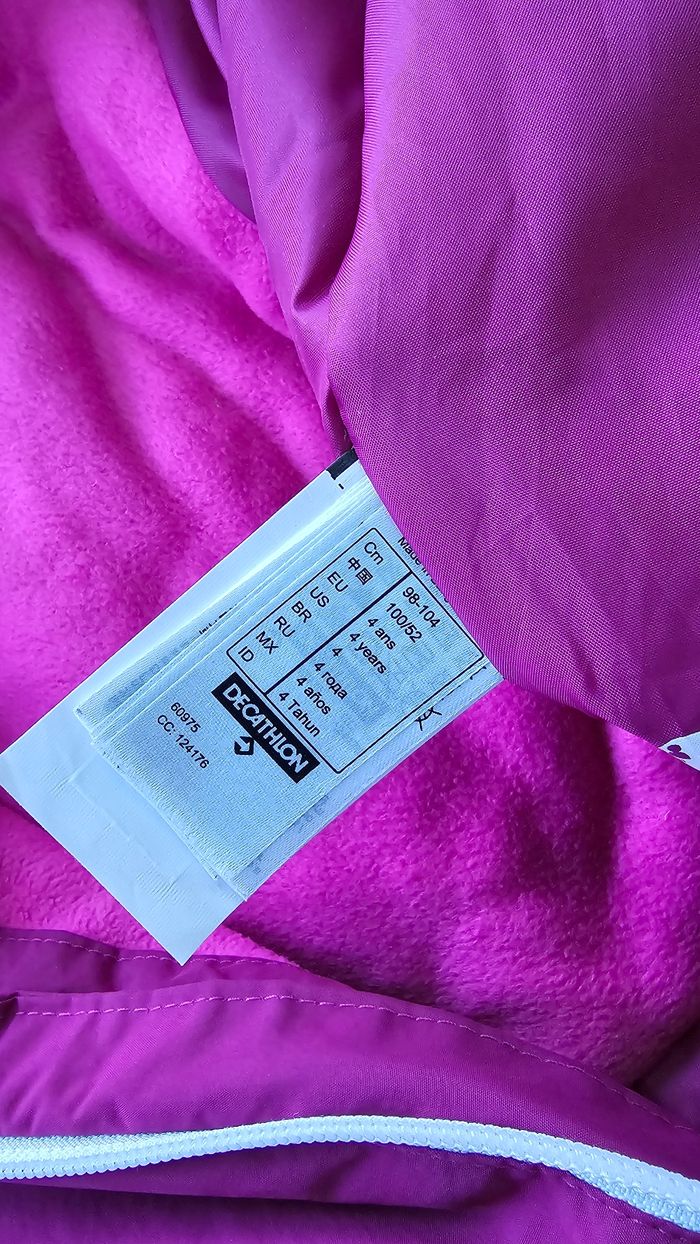 Made in
Cm 98-104
中国 100/52
EU 4 ans
US 4 years
BR 4
RU 4 года
MX 4 años
ID 4 Tahun
DECATHLON
60975
CC: 124176